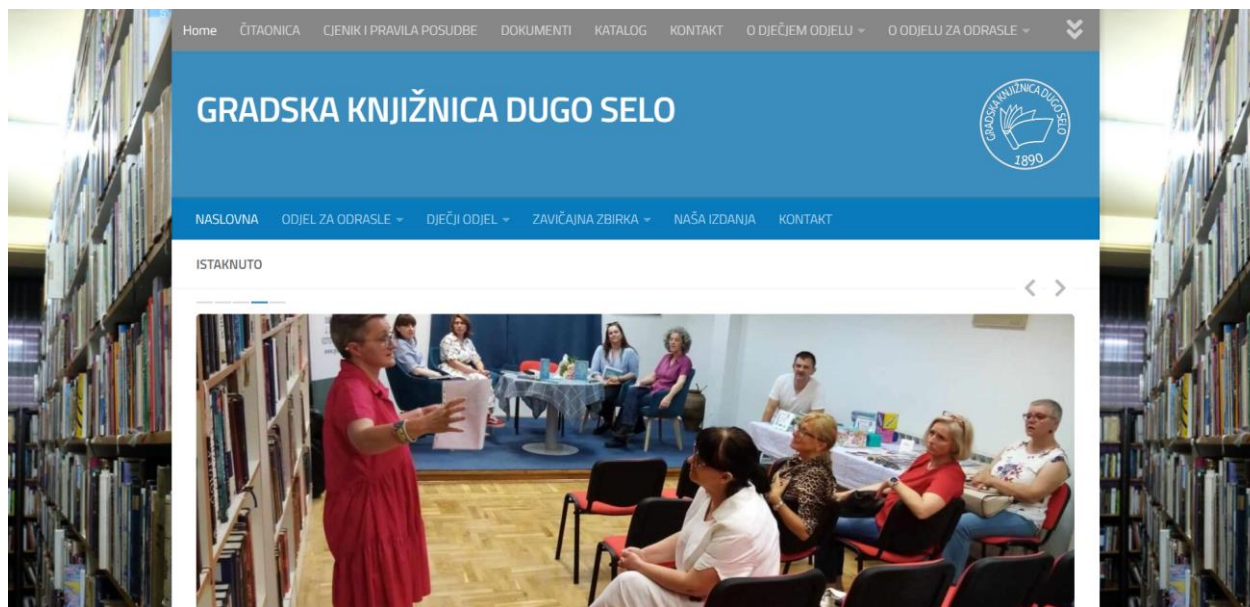 Home ČITAONICA CJENIK I PRAVILA POSUDBE DOKUMENTI KATALOG KONTAKT O DJEČJEM ODJELU O ODJELU ZA ODRASLE
GRADSKA KNJIŽNICA DUGO SELO
GRADSKA KNJIŽNICA DUGO SELO
1890
NASLOVNA ODJEL ZA ODRASLE DJEČJI ODJEL ZAVIČAJNA ZBIRKA NAŠA IZDANJA KONTAKT
ISTAKNUTO